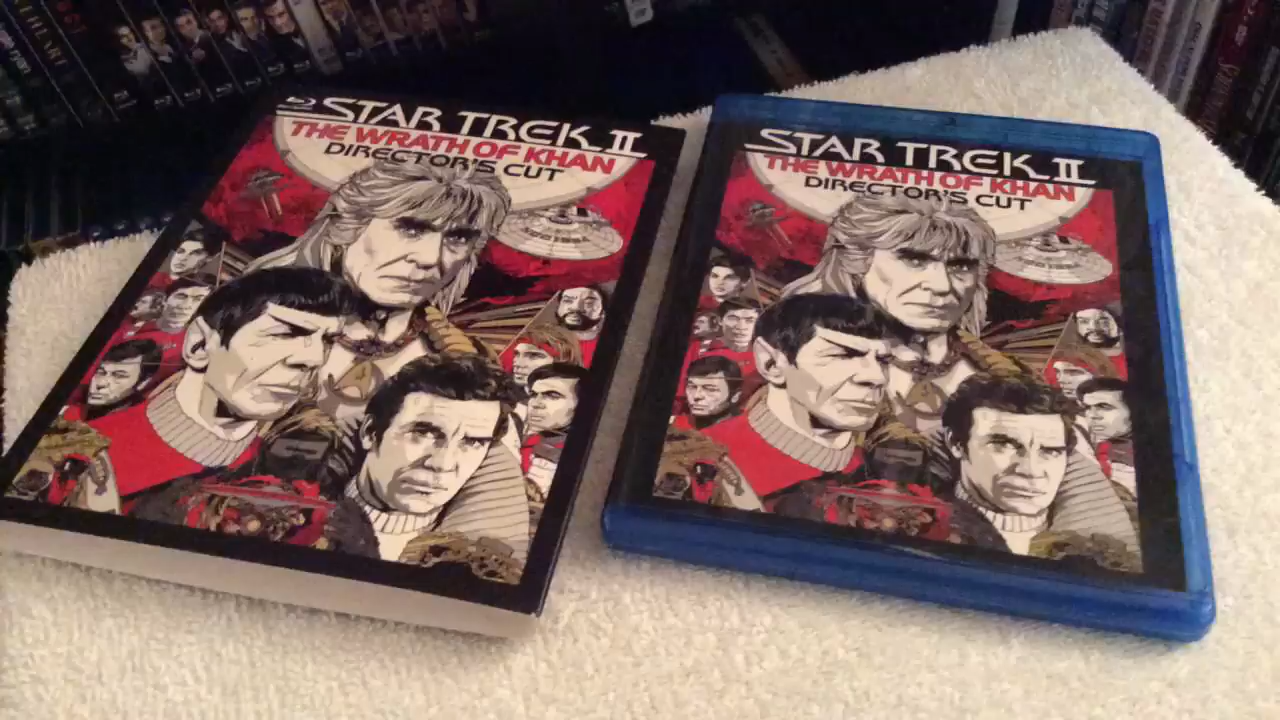 STAR TREK II
THE WRATH OF KHAN
DIRECTOR'S CUT
STAR TREK II
THE WRATH OF KHAN
DIRECTOR'S CUT